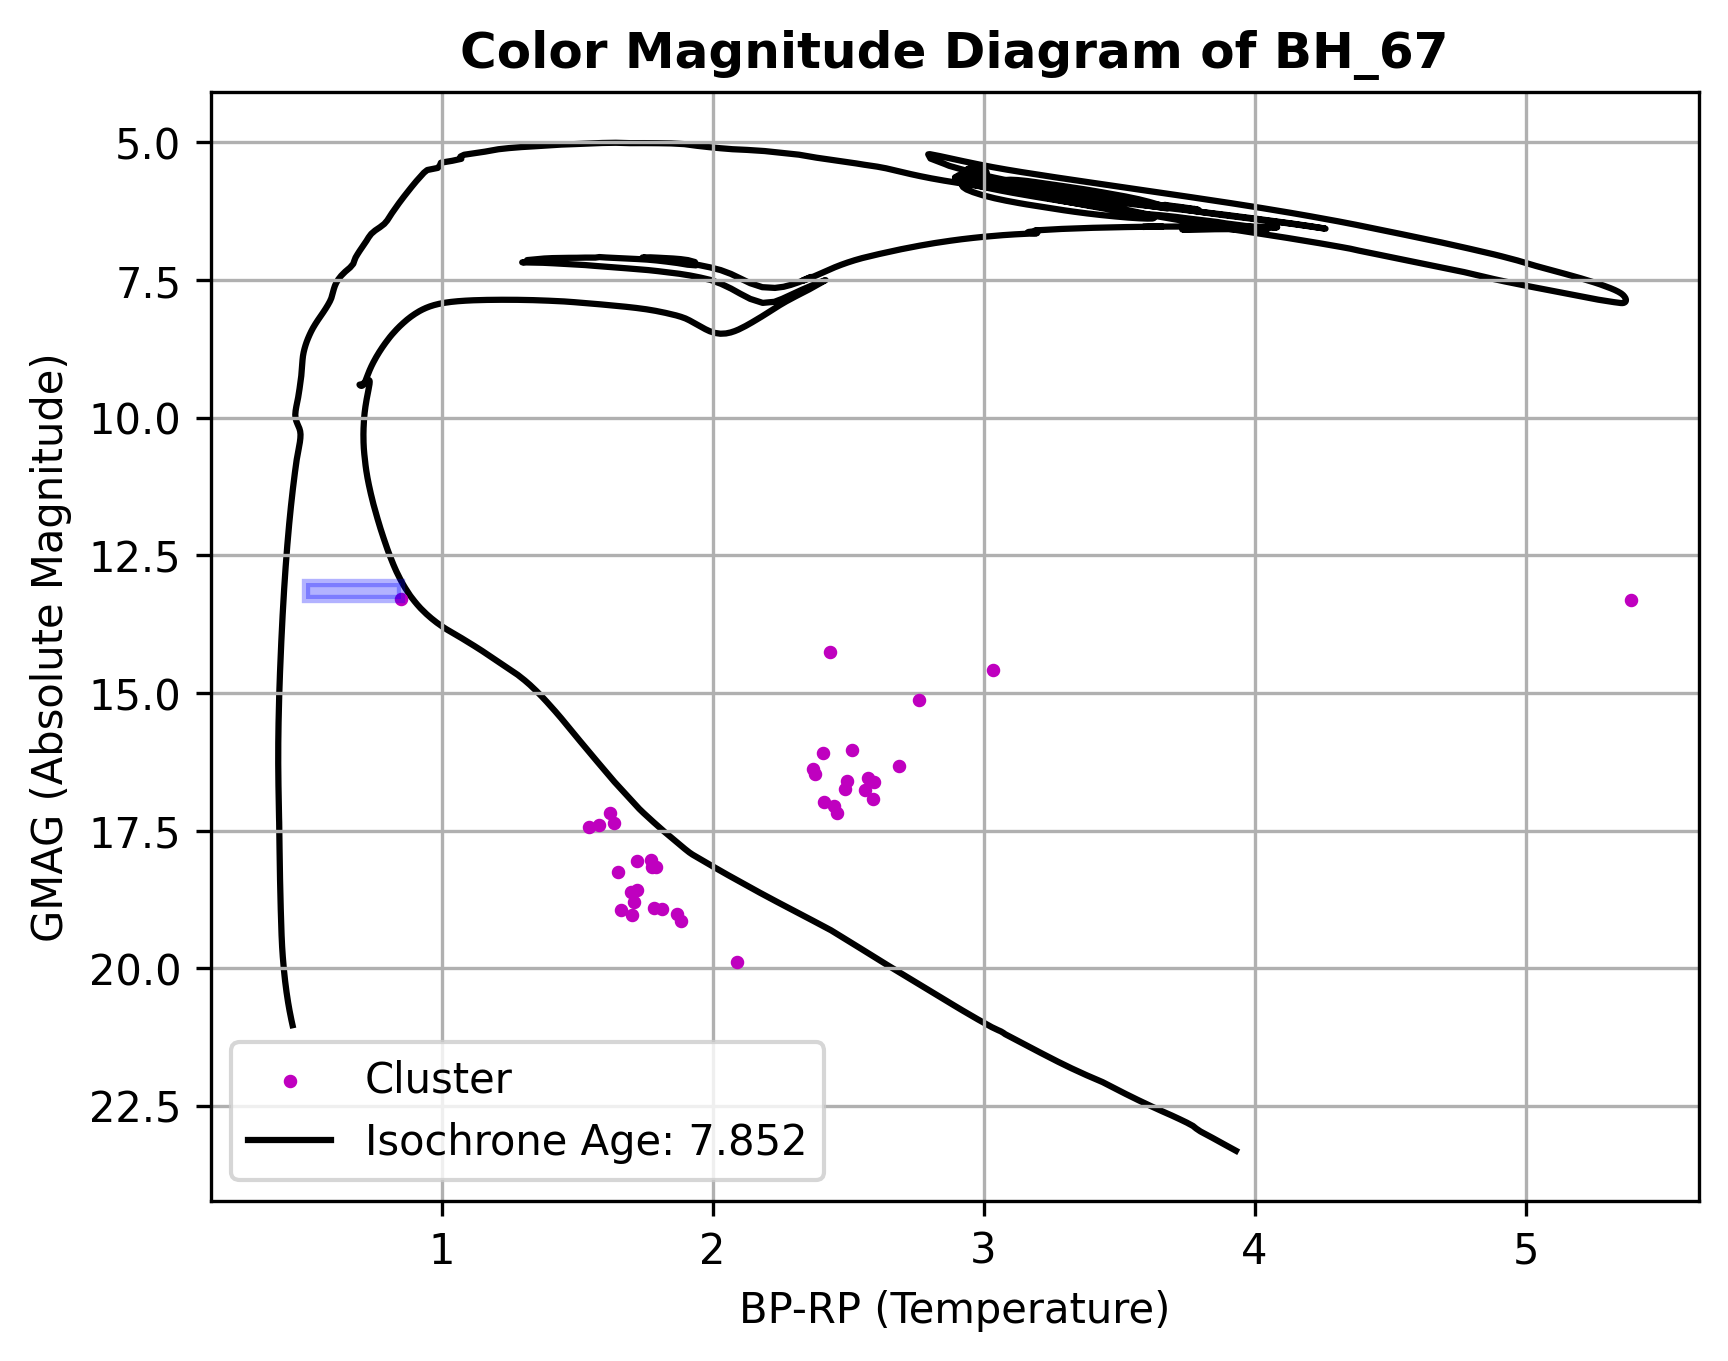 Color Magnitude Diagram of BH_67
GMAG (Absolute Magnitude)
5.0
7.5
10.0
12.5
15.0
17.5
20.0
22.5
Cluster
Isochrone Age: 7.852
1
2
3
4
5
BP-RP (Temperature)